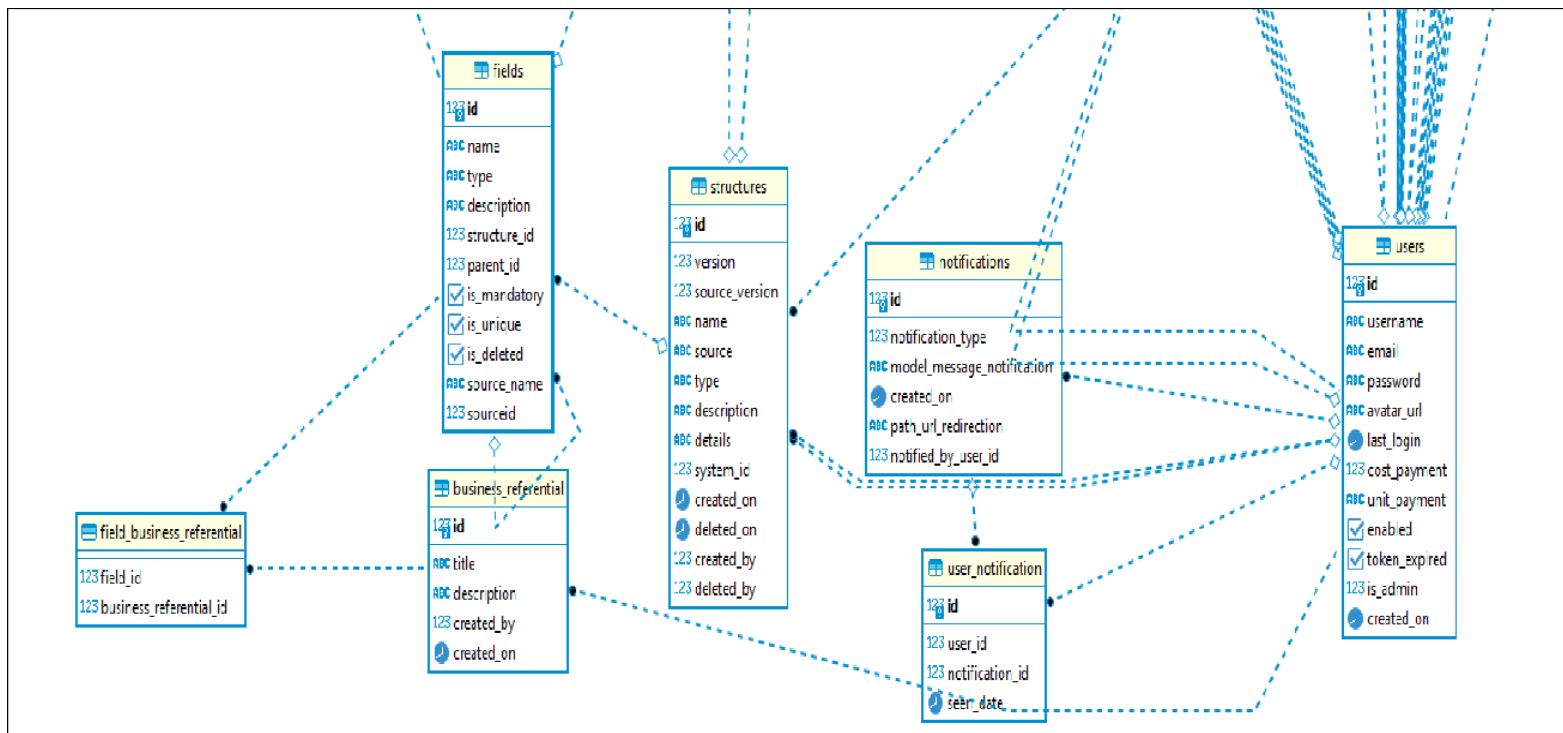 fields
id
name
type
description
structure_id
parent_id
is_mandatory
is_unique
is_deleted
source_name
sourceid
structures
id
version
source_version
name
source
type
description
details
system_id
created_on
deleted_on
created_by
deleted_by
notifications
id
notification_type
model_message_notification
created_on
path_url_redirection
notified_by_user_id
users
id
username
email
password
avatar_url
last_login
cost_payment
unit_payment
enabled
token_expired
is_admin
created_on
field_business_referential
field_id
business_referential_id
business_referential
id
title
description
created_by
created_on
user_notification
id
user_id
notification_id
seen_date